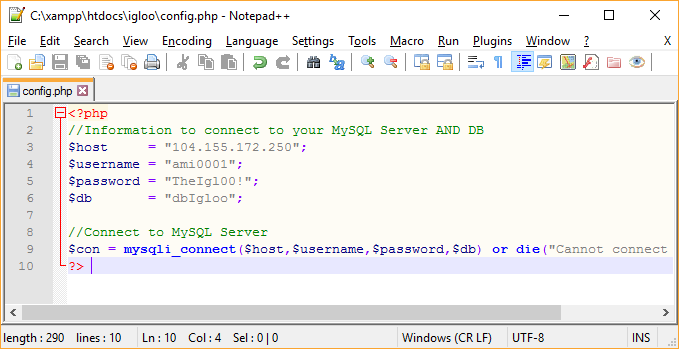 C:\xampp\htdocs\igloo\config.php - Notepad++
File Edit Search View Encoding Language Settings Tools Macro Run Plugins Window ? X
config.php
1 <?php
2 //Information to connect to your MySQL Server AND DB
3 $host     = "104.155.172.250";
4 $username = "ami0001";
5 $password = "TheIgl00!";
6 $db       = "dbIgloo";
7
8 //Connect to MySQL Server
9 $con = mysqli_connect($host,$username,$password,$db) or die("Cannot connect
10 ?>
length : 290 lines : 10 Ln : 10 Col : 4 Sel : 0 | 0 Windows (CR LF) UTF-8 INS